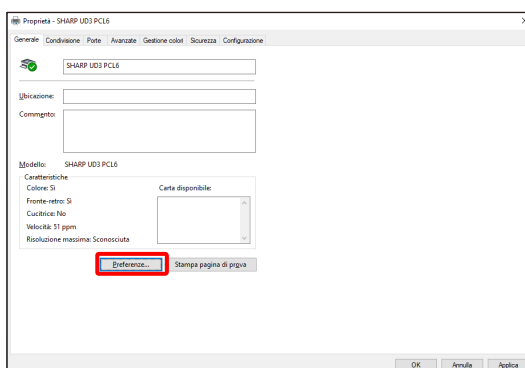 Proprietà - SHARP UD3 PCL6
Generale Condivisione Porte Avanzate Gestione colori Sicurezza Configurazione
SHARP UD3 PCL6
Ubicazione:
Commento:
Modello: SHARP UD3 PCL6
Caratteristiche
Colore: Sì Carta disponibile:
Fronte-retro: Sì
Cucitrice: No
Velocità: 51 ppm
Risoluzione massima: Sconosciuta
Preferenze... Stampa pagina di prova
OK Annulla Applica